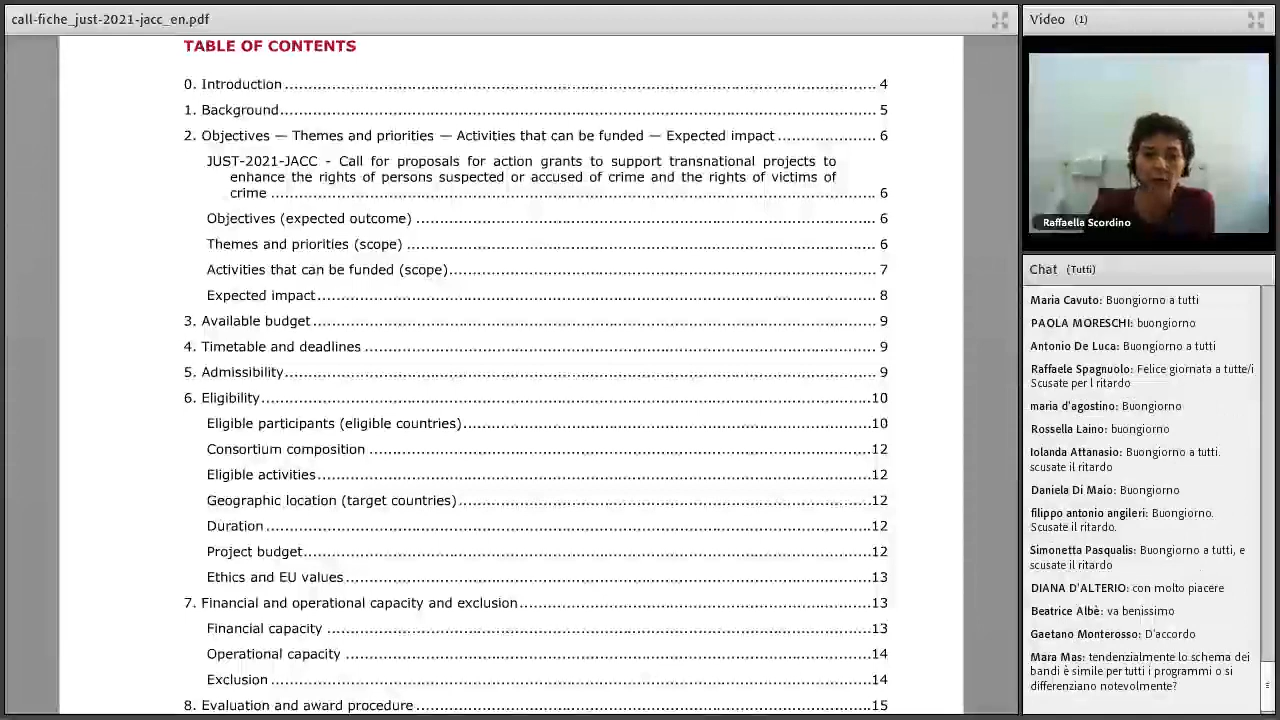 call-fiche_just-2021-jacc_en.pdf
TABLE OF CONTENTS
0. Introduction ........ 4
1. Background ........ 5
2. Objectives — Themes and priorities — Activities that can be funded — Expected impact ........ 6
JUST-2021-JACC - Call for proposals for action grants to support transnational projects to
enhance the rights of persons suspected or accused of crime and the rights of victims of
crime ........ 6
Objectives (expected outcome) ........ 6
Themes and priorities (scope) ........ 6
Activities that can be funded (scope) ........ 7
Expected impact ........ 8
3. Available budget ........ 9
4. Timetable and deadlines ........ 9
5. Admissibility ........ 9
6. Eligibility ........ 10
Eligible participants (eligible countries) ........ 10
Consortium composition ........ 12
Eligible activities ........ 12
Geographic location (target countries) ........ 12
Duration ........ 12
Project budget ........ 12
Ethics and EU values ........ 13
7. Financial and operational capacity and exclusion ........ 13
Financial capacity ........ 13
Operational capacity ........ 14
Exclusion ........ 14
8. Evaluation and award procedure ........ 15
Video (1)
Raffaella Scordino
Chat (Tutti)
Maria Cavuto: Buongiorno a tutti
PAOLA MORESCHI: buongiorno
Antonio De Luca: Buongiorno a tutti
Raffaele Spagnuolo: Felice giornata a tutte/i
Scusate per l ritardo
maria d'agostino: Buongiorno
Rossella Laino: buongiorno
Iolanda Attanasio: Buongiorno a tutti.
scusate il ritardo
Daniela Di Maio: Buongiorno
filippo antonio angileri: Buongiorno.
Scusate il ritardo.
Simonetta Pasqualis: Buongiorno a tutti, e
scusate il ritardo
DIANA D'ALTERIO: con molto piacere
Beatrice Albè: va benissimo
Gaetano Monterosso: D'accordo
Mara Mas: tendenzialmente lo schema dei
bandi è simile per tutti i programmi o si
differenziano notevolmente?